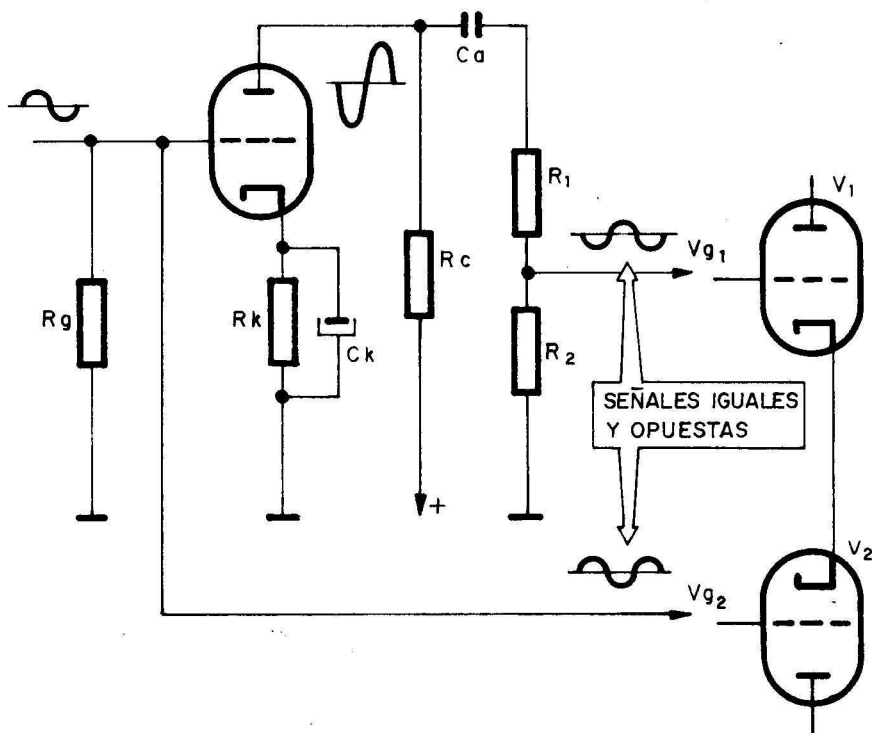 Ca
R1
V1
Rc
Vg1
Rg
Rk
Ck
R2
SEÑALES IGUALES
Y OPUESTAS
+
V2
Vg2